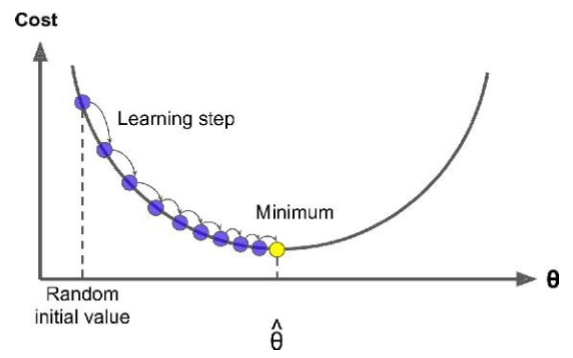 Cost
Learning step
Minimum
θ
Random
initial value
θ̂